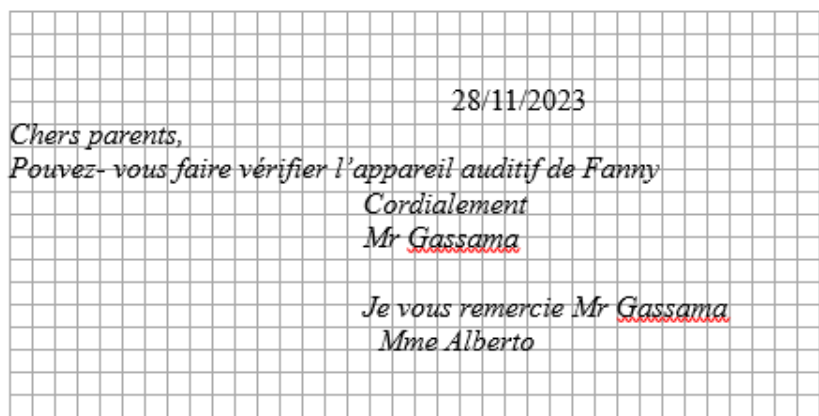 28/11/2023
Chers parents,
Pouvez- vous faire vérifier l’appareil auditif de Fanny
Cordialement
Mr Gassama
Je vous remercie Mr Gassama
Mme Alberto